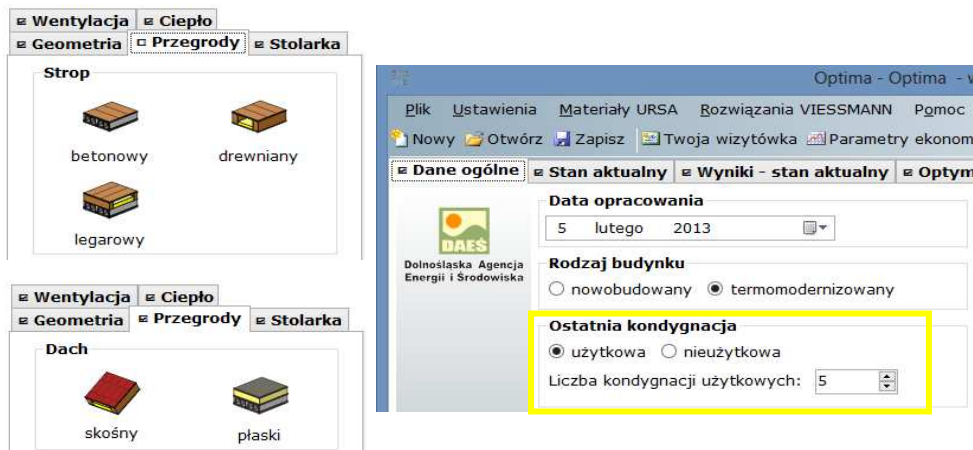 Wentylacja Ciepło
Geometria Przegrody Stolarka
Strop
betonowy drewniany
legarowy
Wentylacja Ciepło
Geometria Przegrody Stolarka
Dach
skośny płaski
Optima - Optima - w
Plik Ustawienia Materiały URSA Rozwiązania VIESSMANN Pomoc
Nowy Otwórz Zapisz Twoja wizytówka Parametry ekonom
Dane ogólne Stan aktualny Wyniki - stan aktualny Optym
DAEŚ
Dolnośląska Agencja
Energii i Środowiska
Data opracowania
5 lutego 2013
Rodzaj budynku
nowobudowany termomodernizowany
Ostatnia kondygnacja
użytkowa nieużytkowa
Liczba kondygnacji użytkowych: 5